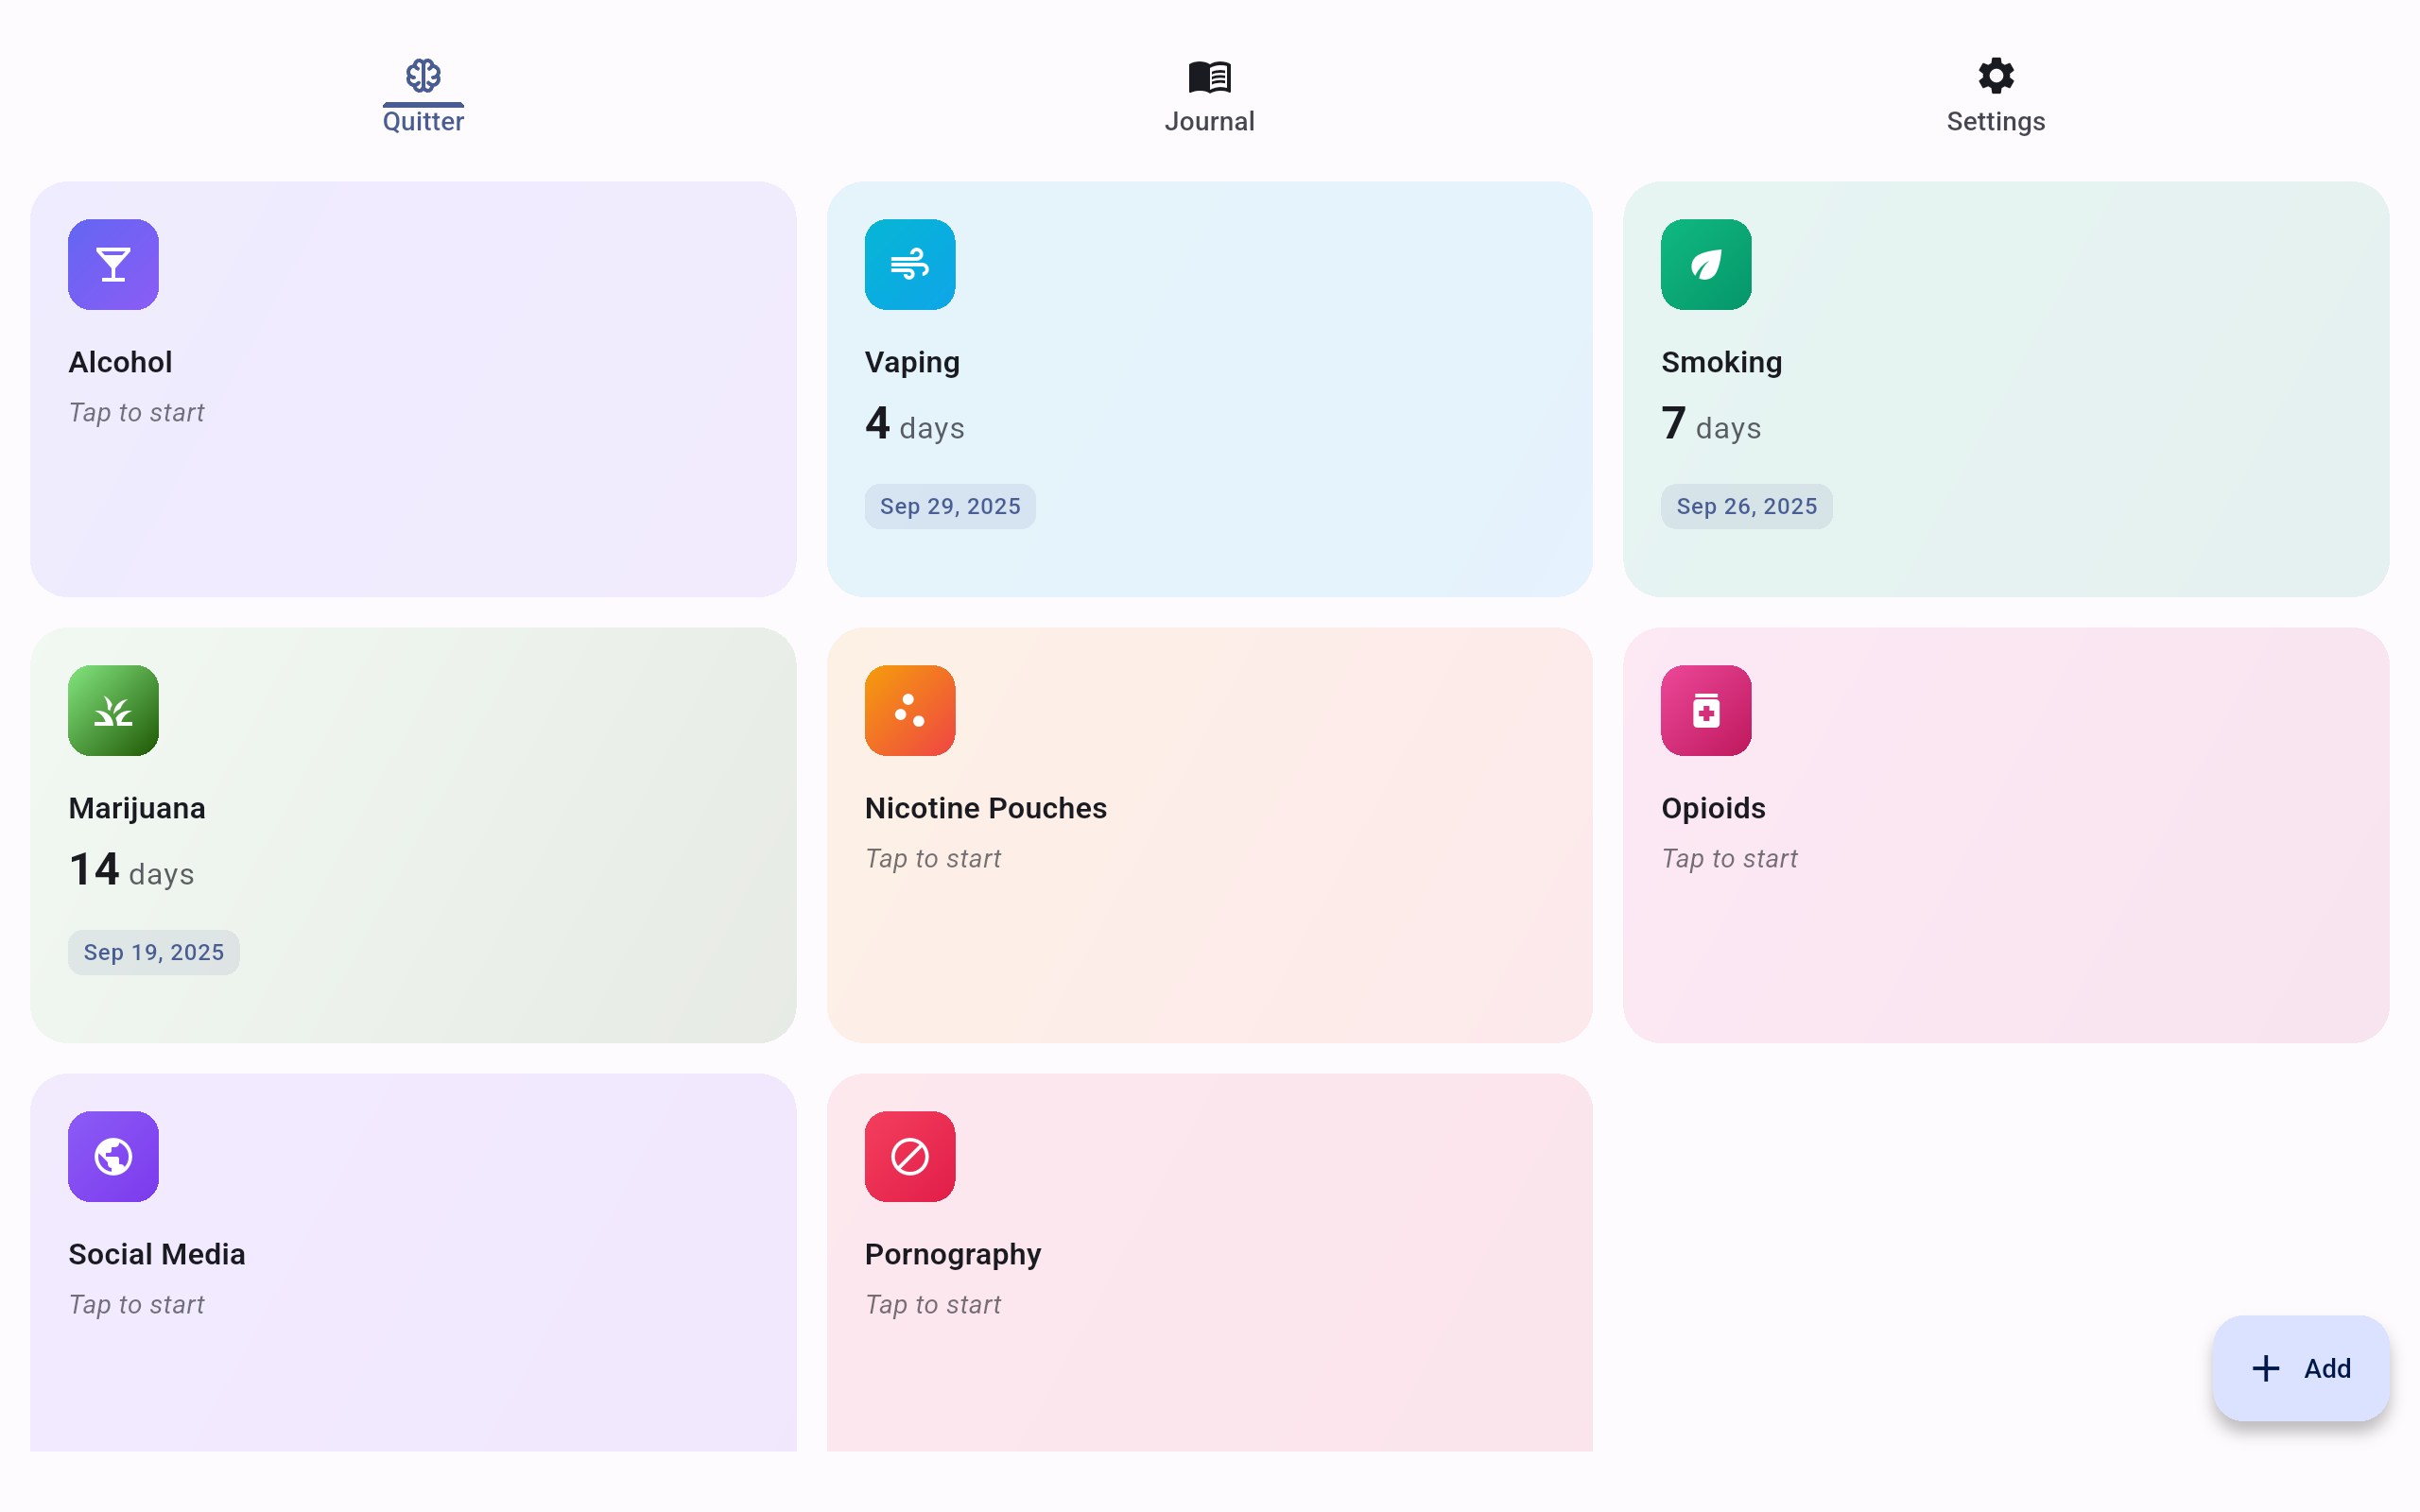 Quitter
Journal
Settings
Alcohol
Tap to start
Vaping
4 days
Sep 29, 2025
Smoking
7 days
Sep 26, 2025
Marijuana
14 days
Sep 19, 2025
Nicotine Pouches
Tap to start
Opioids
Tap to start
Social Media
Tap to start
Pornography
Tap to start
Add